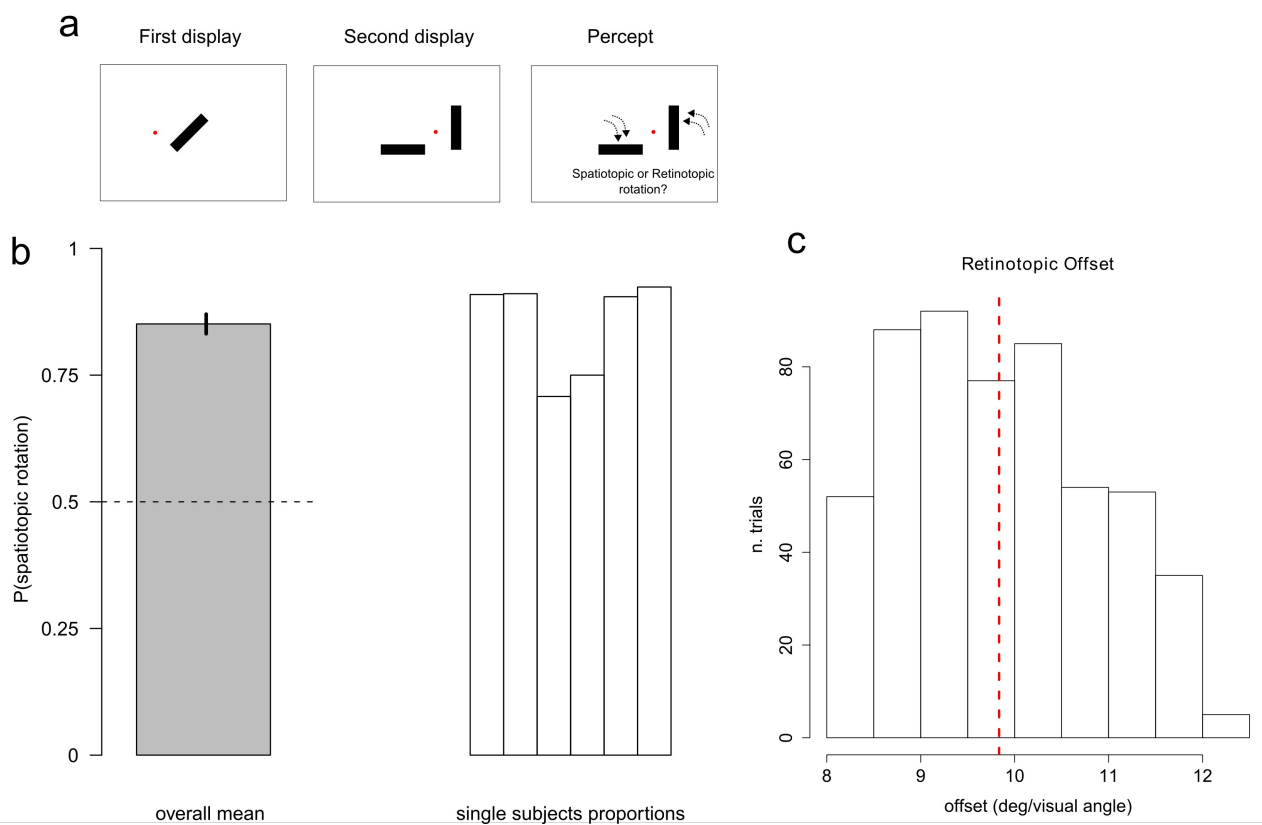 a
First display
Second display
Percept
Spatiotopic or Retinotopic
rotation?
b
P(spatiotopic rotation)
1
0.75
0.5
0.25
0
overall mean
single subjects proportions
c
Retinotopic Offset
n. trials
80
60
40
20
0
8
9
10
11
12
offset (deg/visual angle)